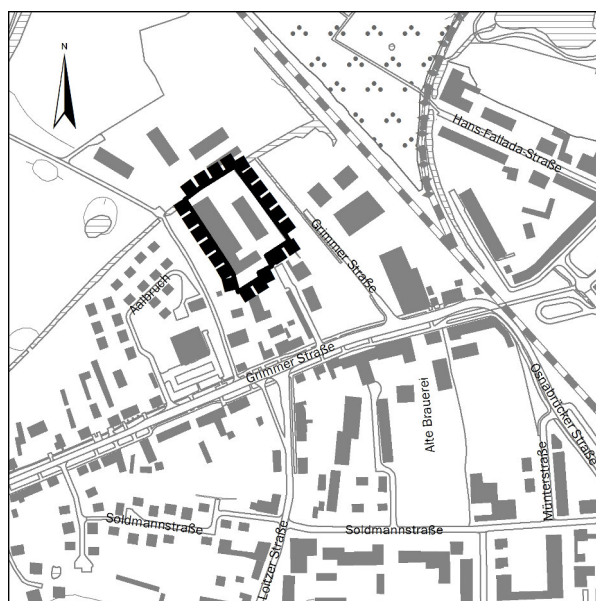 N
Hans-Fallada-Straße
Grimmer Straße
Aalbruch
Grimmer Straße
Osnabrücker Straße
Alte Brauerei
Münterstraße
Soldmannstraße
Soldmannstraße
Loitzer Straße